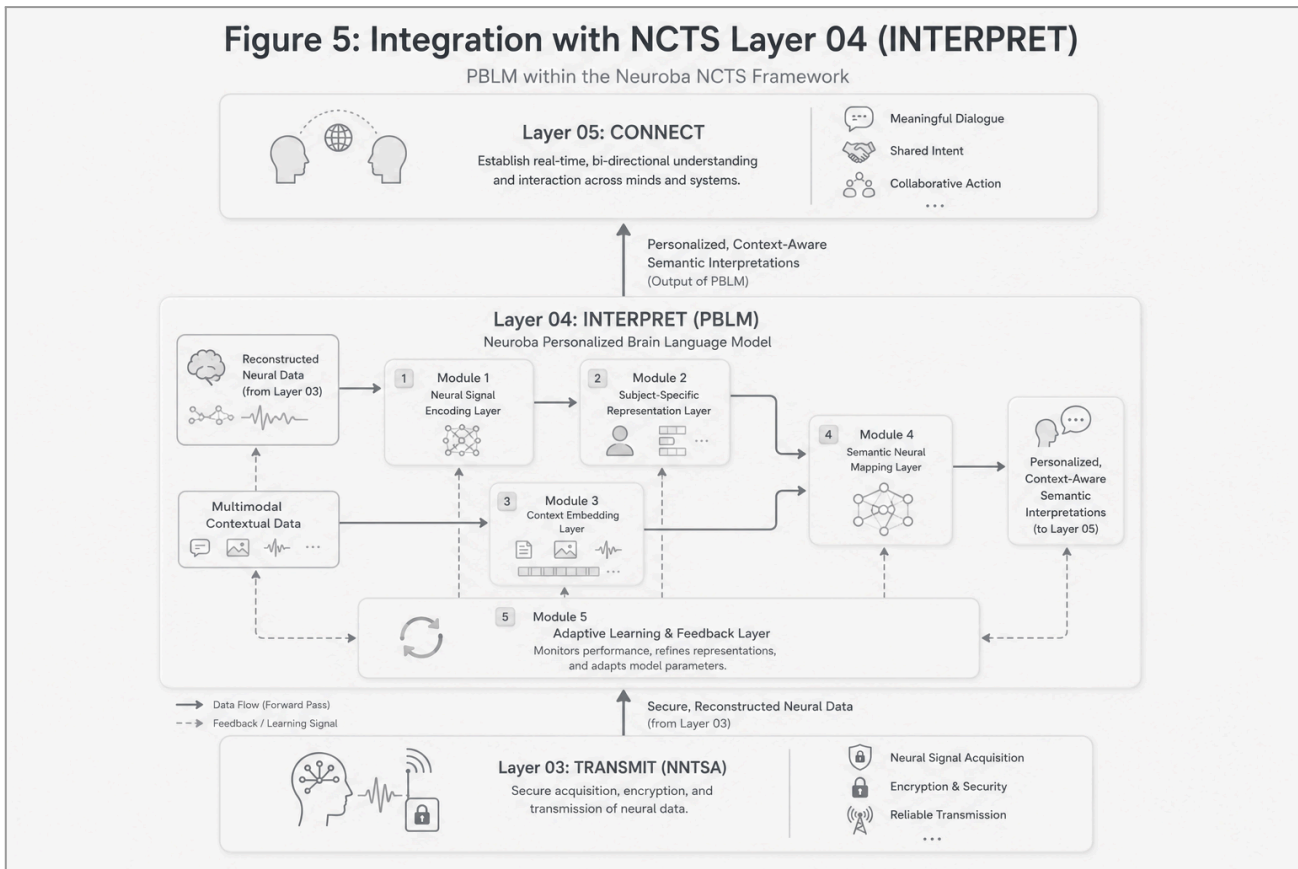 Figure 5: Integration with NCTS Layer 04 (INTERPRET)
PBLM within the Neuroba NCTS Framework
Layer 05: CONNECT
Establish real-time, bi-directional understanding
and interaction across minds and systems.
Meaningful Dialogue
Shared Intent
Collaborative Action
...
Personalized, Context-Aware
Semantic Interpretations
(Output of PBLM)
Layer 04: INTERPRET (PBLM)
Neuroba Personalized Brain Language Model
Reconstructed
Neural Data
(from Layer 03)
1 Module 1
Neural Signal
Encoding Layer
2 Module 2
Subject-Specific
Representation Layer
...
Multimodal
Contextual Data
...
3 Module 3
Context Embedding
Layer
...
4 Module 4
Semantic Neural
Mapping Layer
Personalized,
Context-Aware
Semantic
Interpretations
(to Layer 05)
5 Module 5
Adaptive Learning & Feedback Layer
Monitors performance, refines representations,
and adapts model parameters.
Data Flow (Forward Pass)
Feedback / Learning Signal
Secure, Reconstructed Neural Data
(from Layer 03)
Layer 03: TRANSMIT (NNTSA)
Secure acquisition, encryption, and
transmission of neural data.
Neural Signal Acquisition
Encryption & Security
Reliable Transmission
...